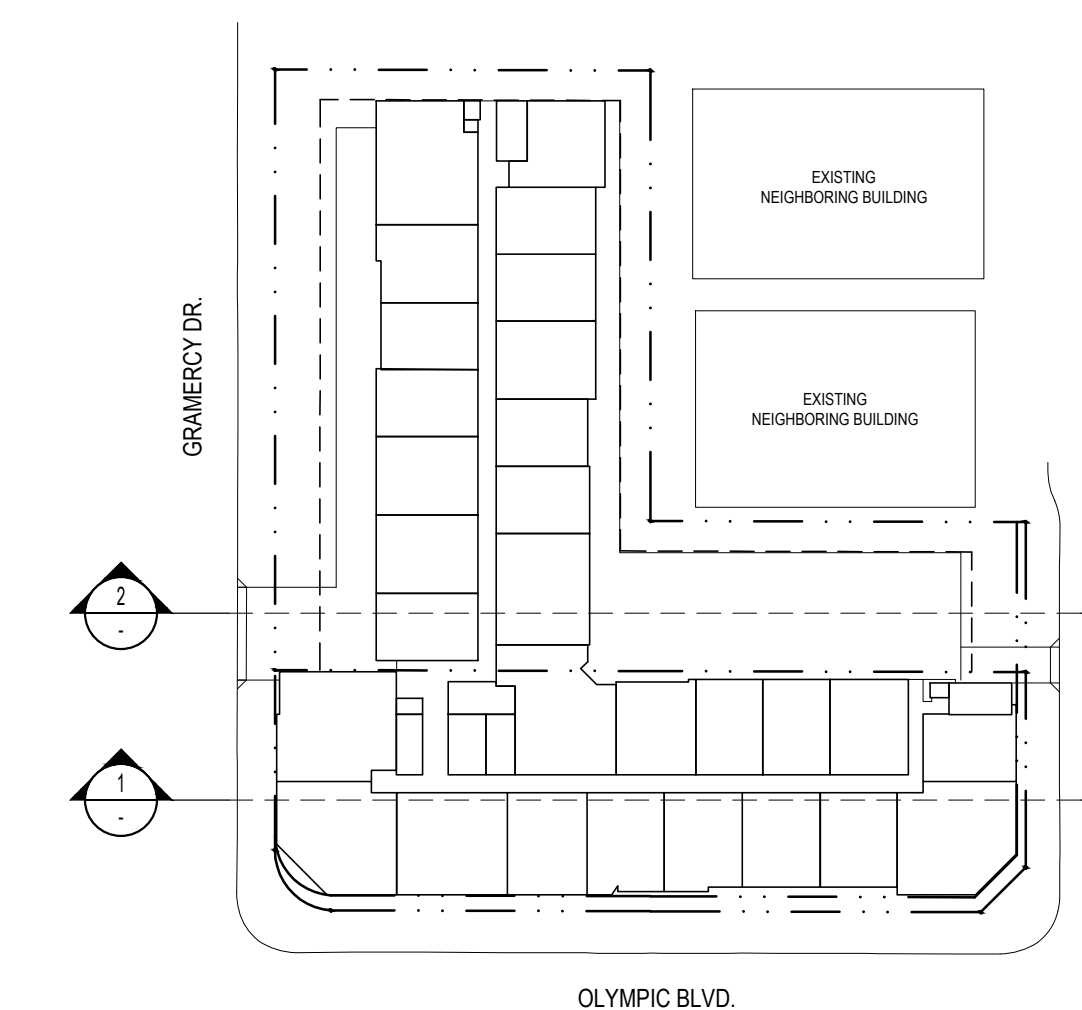 EXISTING
NEIGHBORING BUILDING
GRAMERCY DR.
EXISTING
NEIGHBORING BUILDING
2
-
1
-
OLYMPIC BLVD.